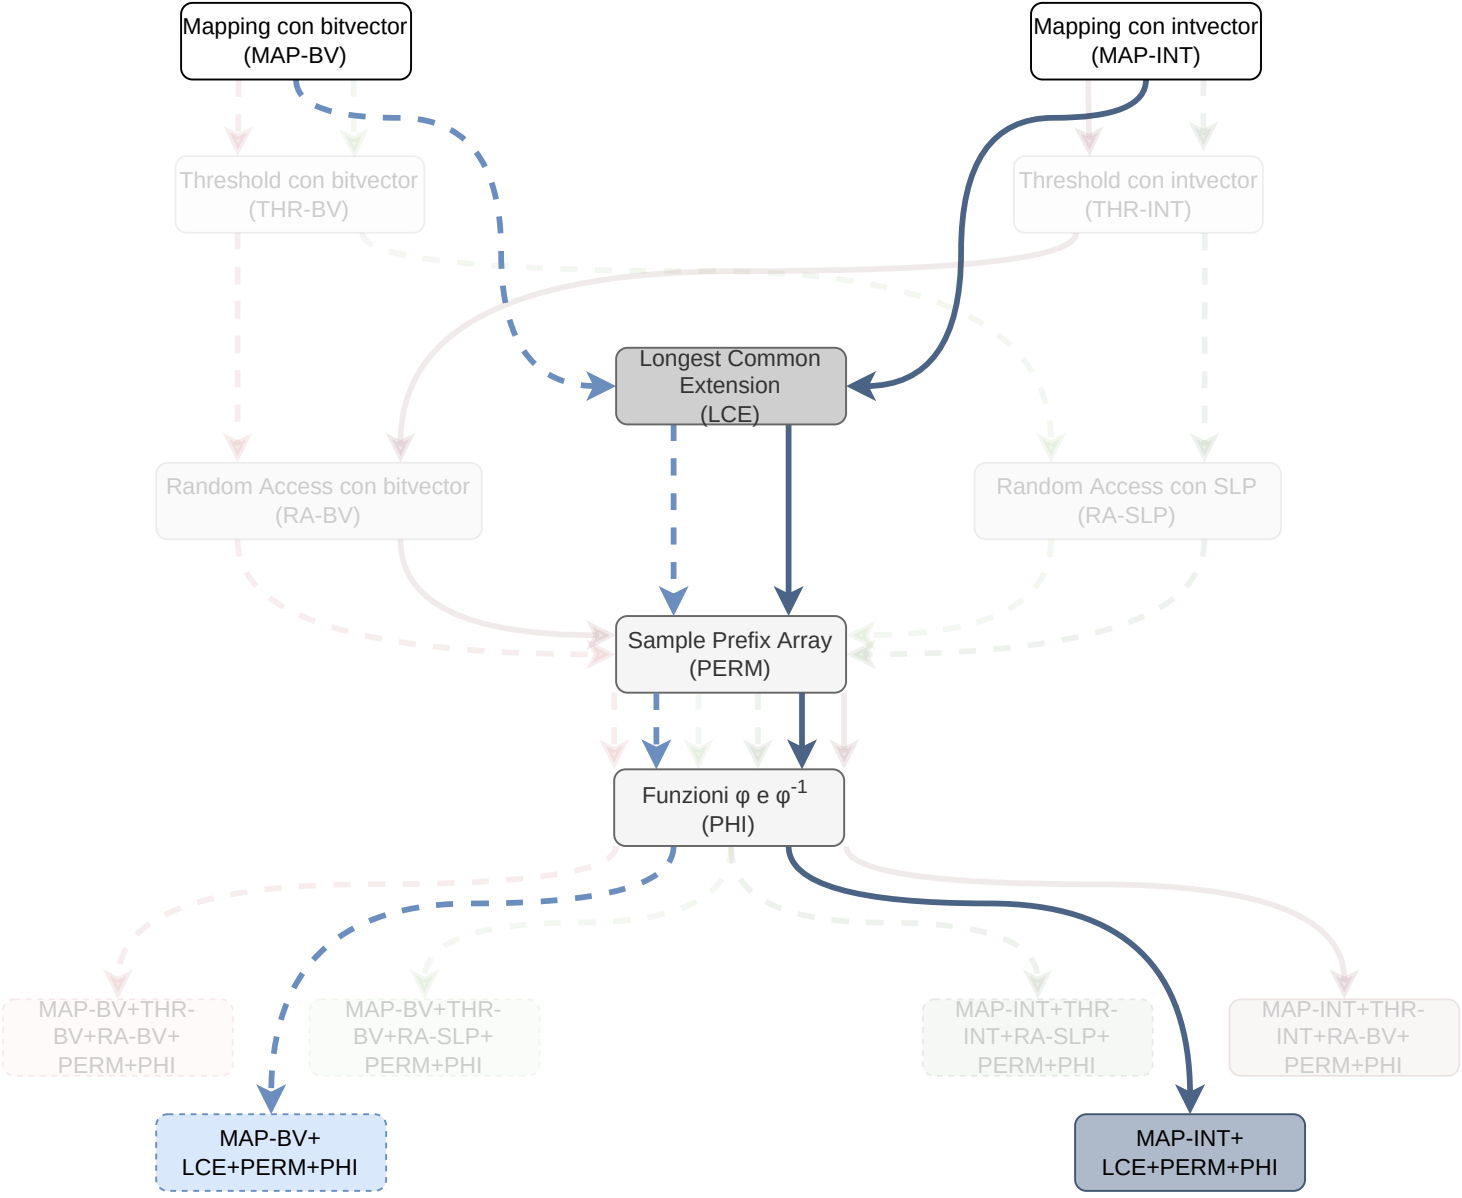 Mapping con bitvector
(MAP-BV)
Mapping con intvector
(MAP-INT)
Threshold con bitvector
(THR-BV)
Threshold con intvector
(THR-INT)
Longest Common
Extension
(LCE)
Random Access con bitvector
(RA-BV)
Random Access con SLP
(RA-SLP)
Sample Prefix Array
(PERM)
Funzioni φ e φ⁻¹
(PHI)
MAP-BV+THR-
BV+RA-BV+
PERM+PHI
MAP-BV+THR-
BV+RA-SLP+
PERM+PHI
MAP-INT+THR-
INT+RA-SLP+
PERM+PHI
MAP-INT+THR-
INT+RA-BV+
PERM+PHI
MAP-BV+
LCE+PERM+PHI
MAP-INT+
LCE+PERM+PHI